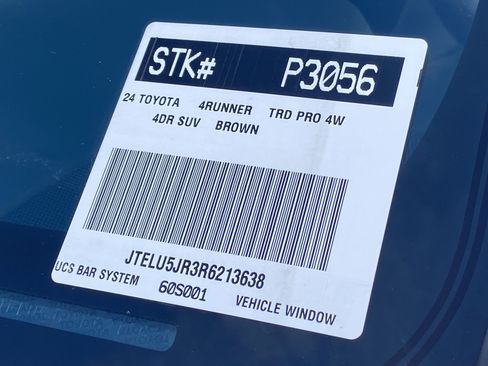 STK# P3056
24 TOYOTA 4RUNNER TRD PRO 4W
4DR SUV BROWN
JTELU5JR3R6213638
UCS BAR SYSTEM 60S001 VEHICLE WINDOW